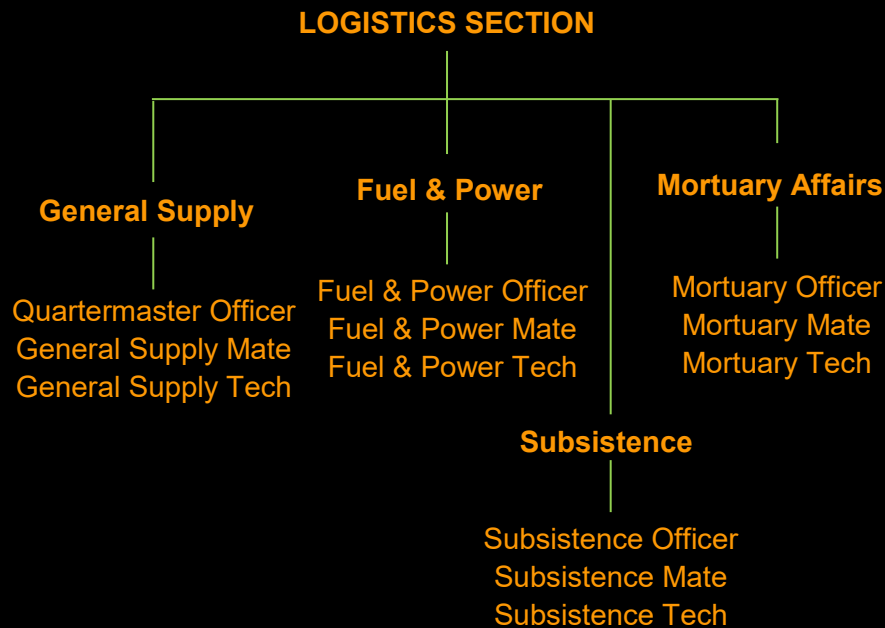 LOGISTICS SECTION
General Supply
Quartermaster Officer
General Supply Mate
General Supply Tech
Fuel & Power
Fuel & Power Officer
Fuel & Power Mate
Fuel & Power Tech
Subsistence
Subsistence Officer
Subsistence Mate
Subsistence Tech
Mortuary Affairs
Mortuary Officer
Mortuary Mate
Mortuary Tech